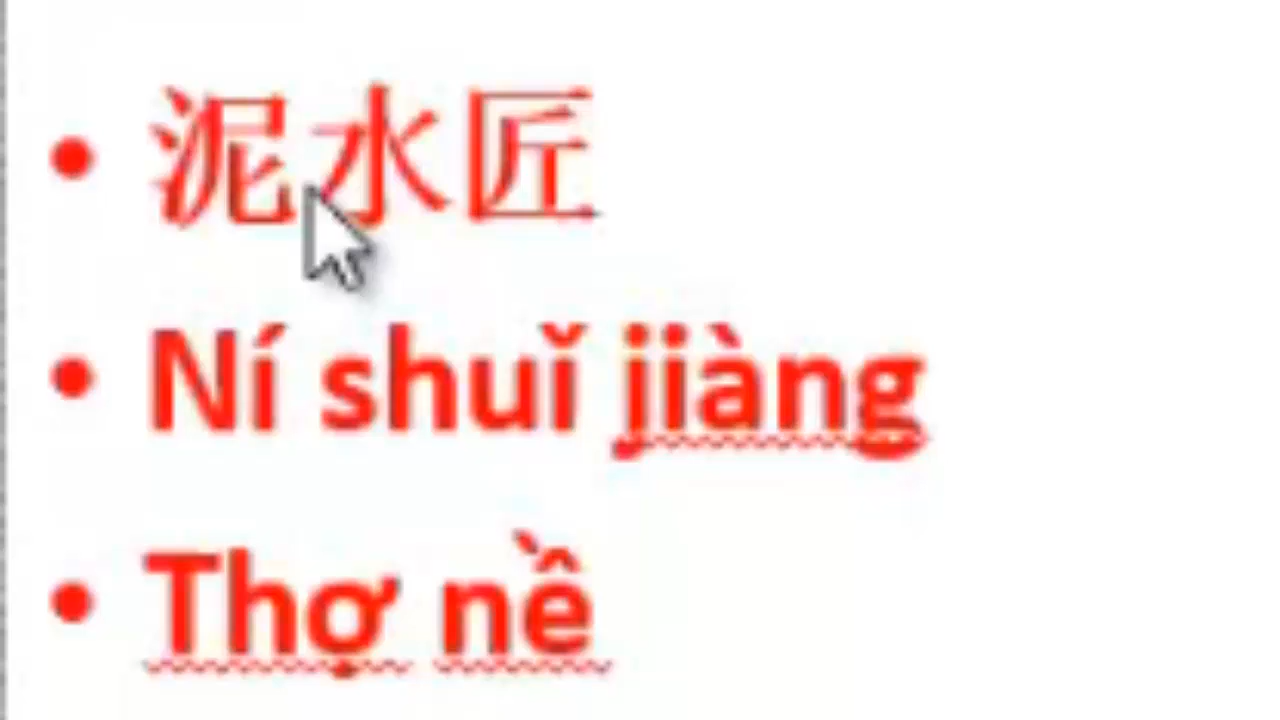 • 泥水匠
• Ní shuǐ jiàng
• Thợ nề